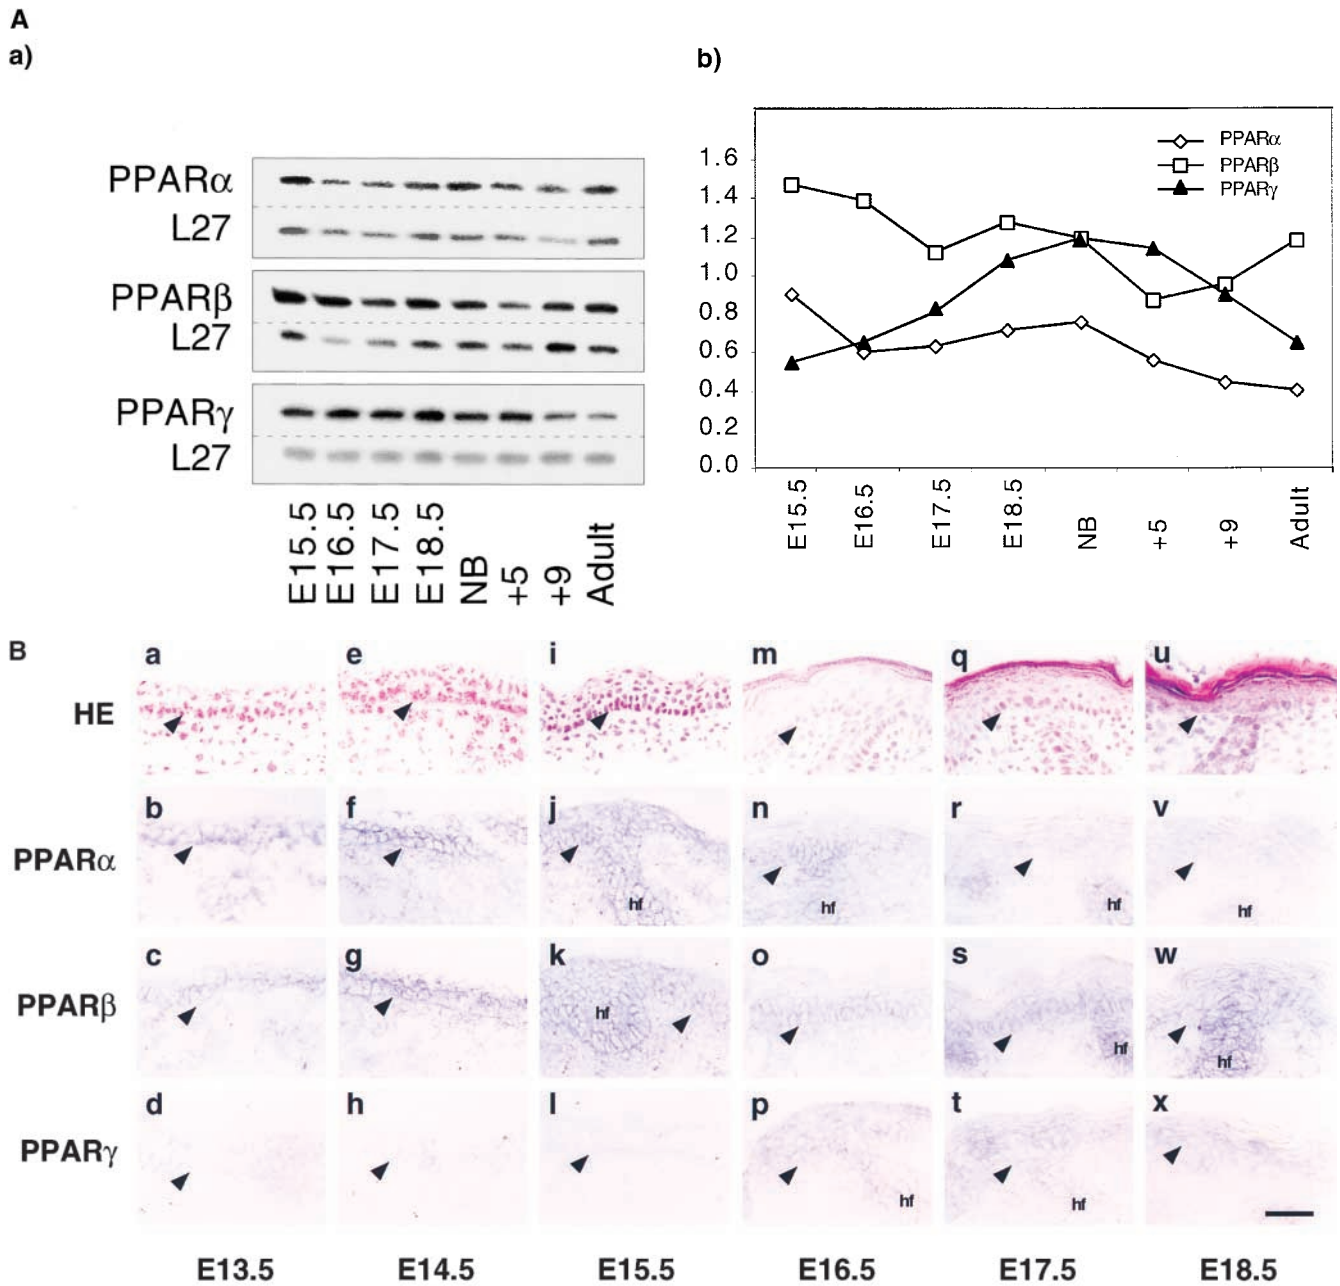 A
a)
PPARα
L27
PPARβ
L27
PPARγ
L27
E15.5 E16.5 E17.5 E18.5 NB +5 +9 Adult
b)
PPARα
PPARβ
PPARγ
1.6
1.4
1.2
1.0
0.8
0.6
0.4
0.2
0.0
E15.5 E16.5 E17.5 E18.5 NB +5 +9 Adult
B
a e i m q u
HE
b f j n r v
PPARα
hf hf hf hf
c g k o s w
PPARβ
hf hf hf
d h l p t x
PPARγ
hf hf
E13.5 E14.5 E15.5 E16.5 E17.5 E18.5